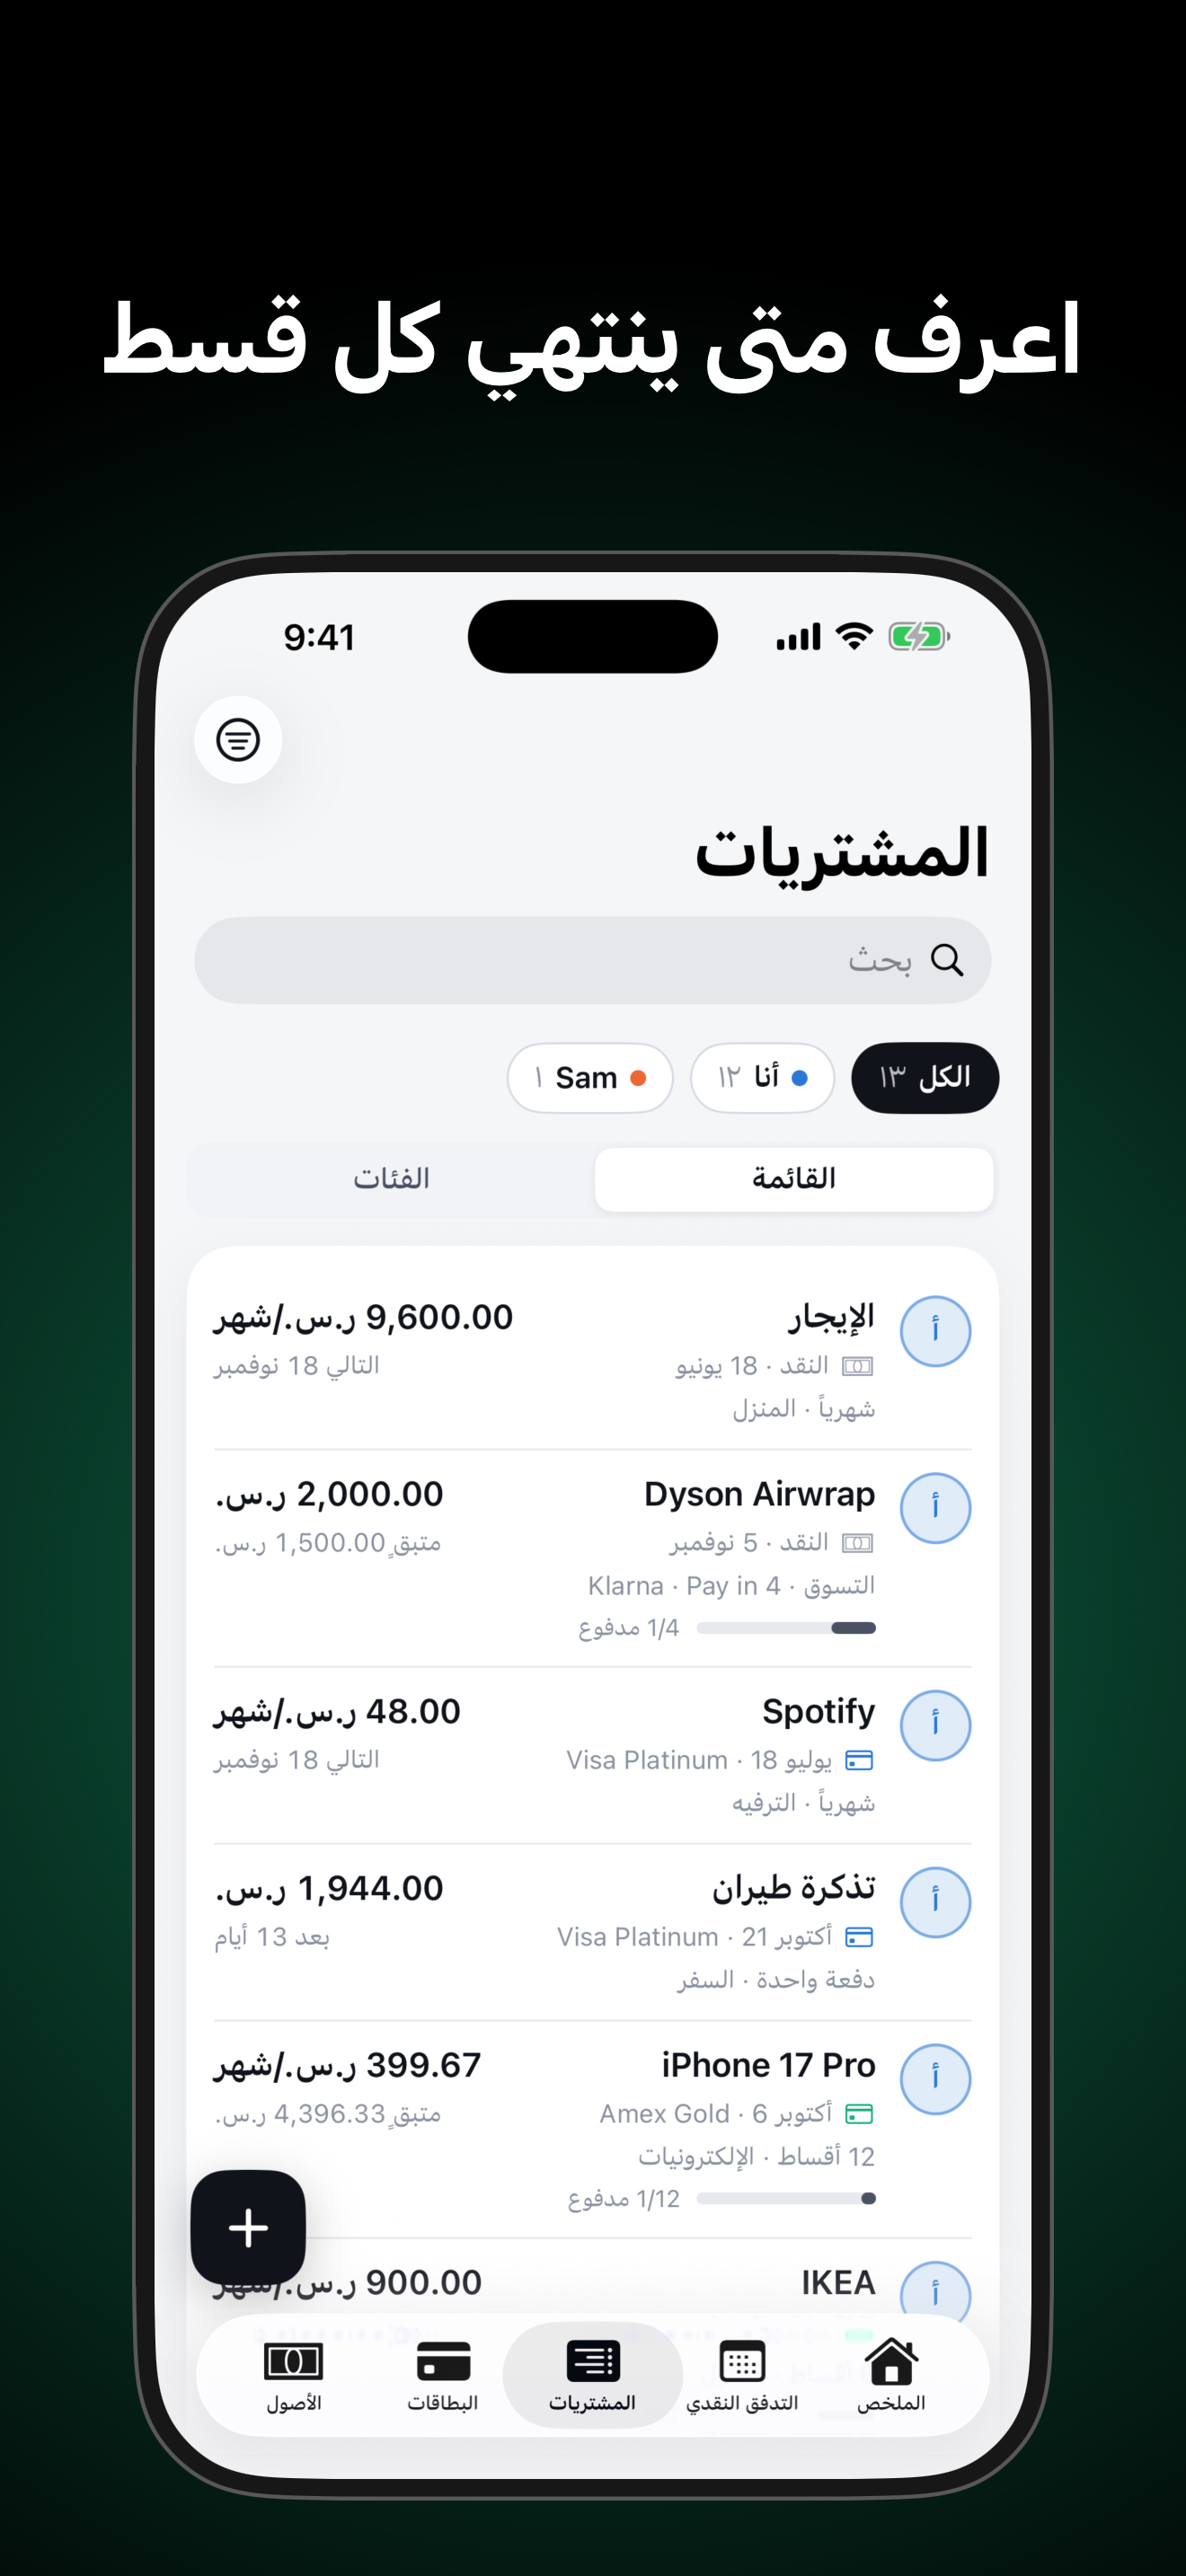 اعرف متى ينتهي كل قسط
9:41
المشتريات
بحث
الكل ١٣
أنا ١٢
Sam ١
القائمة
الفئات
أ
الإيجار
9,600.00 ر.س./شهر
النقد · 18 يونيو
التالي 18 نوفمبر
شهرياً · المنزل
أ
Dyson Airwrap
2,000.00 ر.س.
النقد · 5 نوفمبر
متبقٍ 1,500.00 ر.س.
التسوق · Klarna · Pay in 4
1/4 مدفوع
أ
Spotify
48.00 ر.س./شهر
Visa Platinum · 18 يوليو
التالي 18 نوفمبر
شهرياً · الترفيه
أ
تذكرة طيران
1,944.00 ر.س.
Visa Platinum · 21 أكتوبر
بعد 13 أيام
دفعة واحدة · السفر
أ
iPhone 17 Pro
399.67 ر.س./شهر
Amex Gold · 6 أكتوبر
متبقٍ 4,396.33 ر.س.
12 أقساط · الإلكترونيات
1/12 مدفوع
أ
IKEA
900.00 ر.س./شهر
الملخص
التدفق النقدي
المشتريات
البطاقات
الأصول